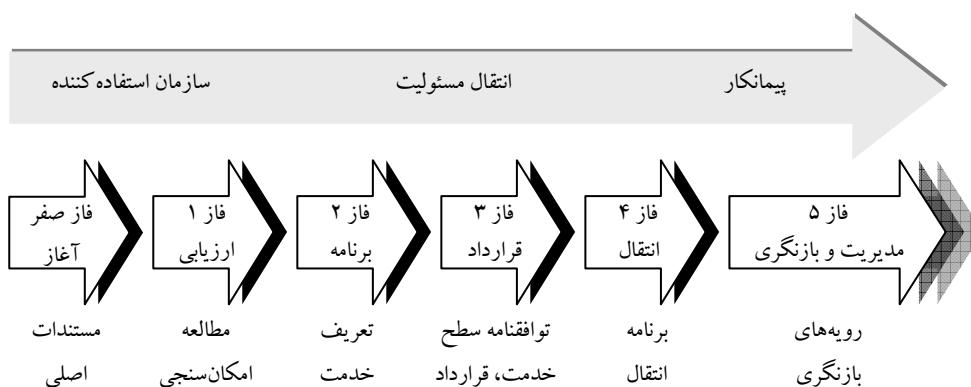 سازمان استفاده‌کننده
انتقال مسئولیت
پیمانکار
فاز صفر
آغاز
فاز ۱
ارزیابی
فاز ۲
برنامه
فاز ۳
قرارداد
فاز ۴
انتقال
فاز ۵
مدیریت و بازنگری
مستندات
اصلی
مطالعه
امکان‌سنجی
تعریف
خدمت
توافقنامه سطح
خدمت، قرارداد
برنامه
انتقال
رویه‌های
بازنگری